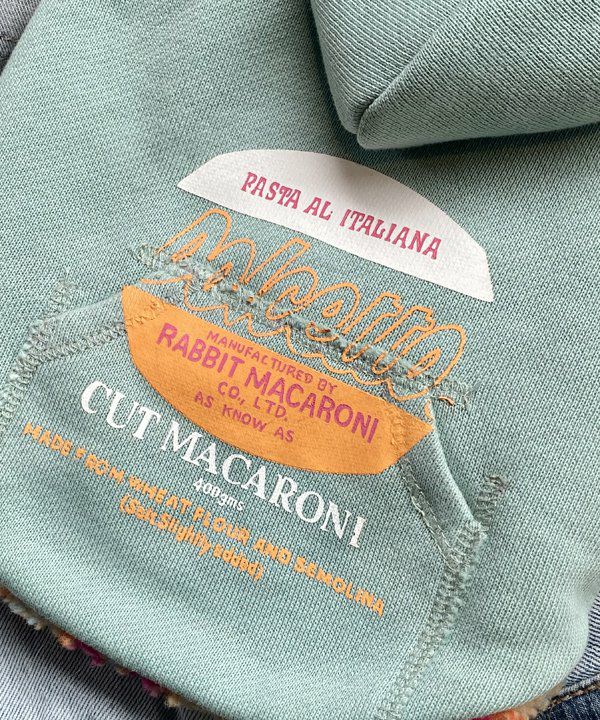 PASTA AL ITALIANA
MANUFACTURED BY
RABBIT MACARONI
CO., LTD.
AS KNOW AS
CUT MACARONI
400gms
MADE FROM WHEAT FLOUR AND SEMOLINA
(Salt Slightly added)